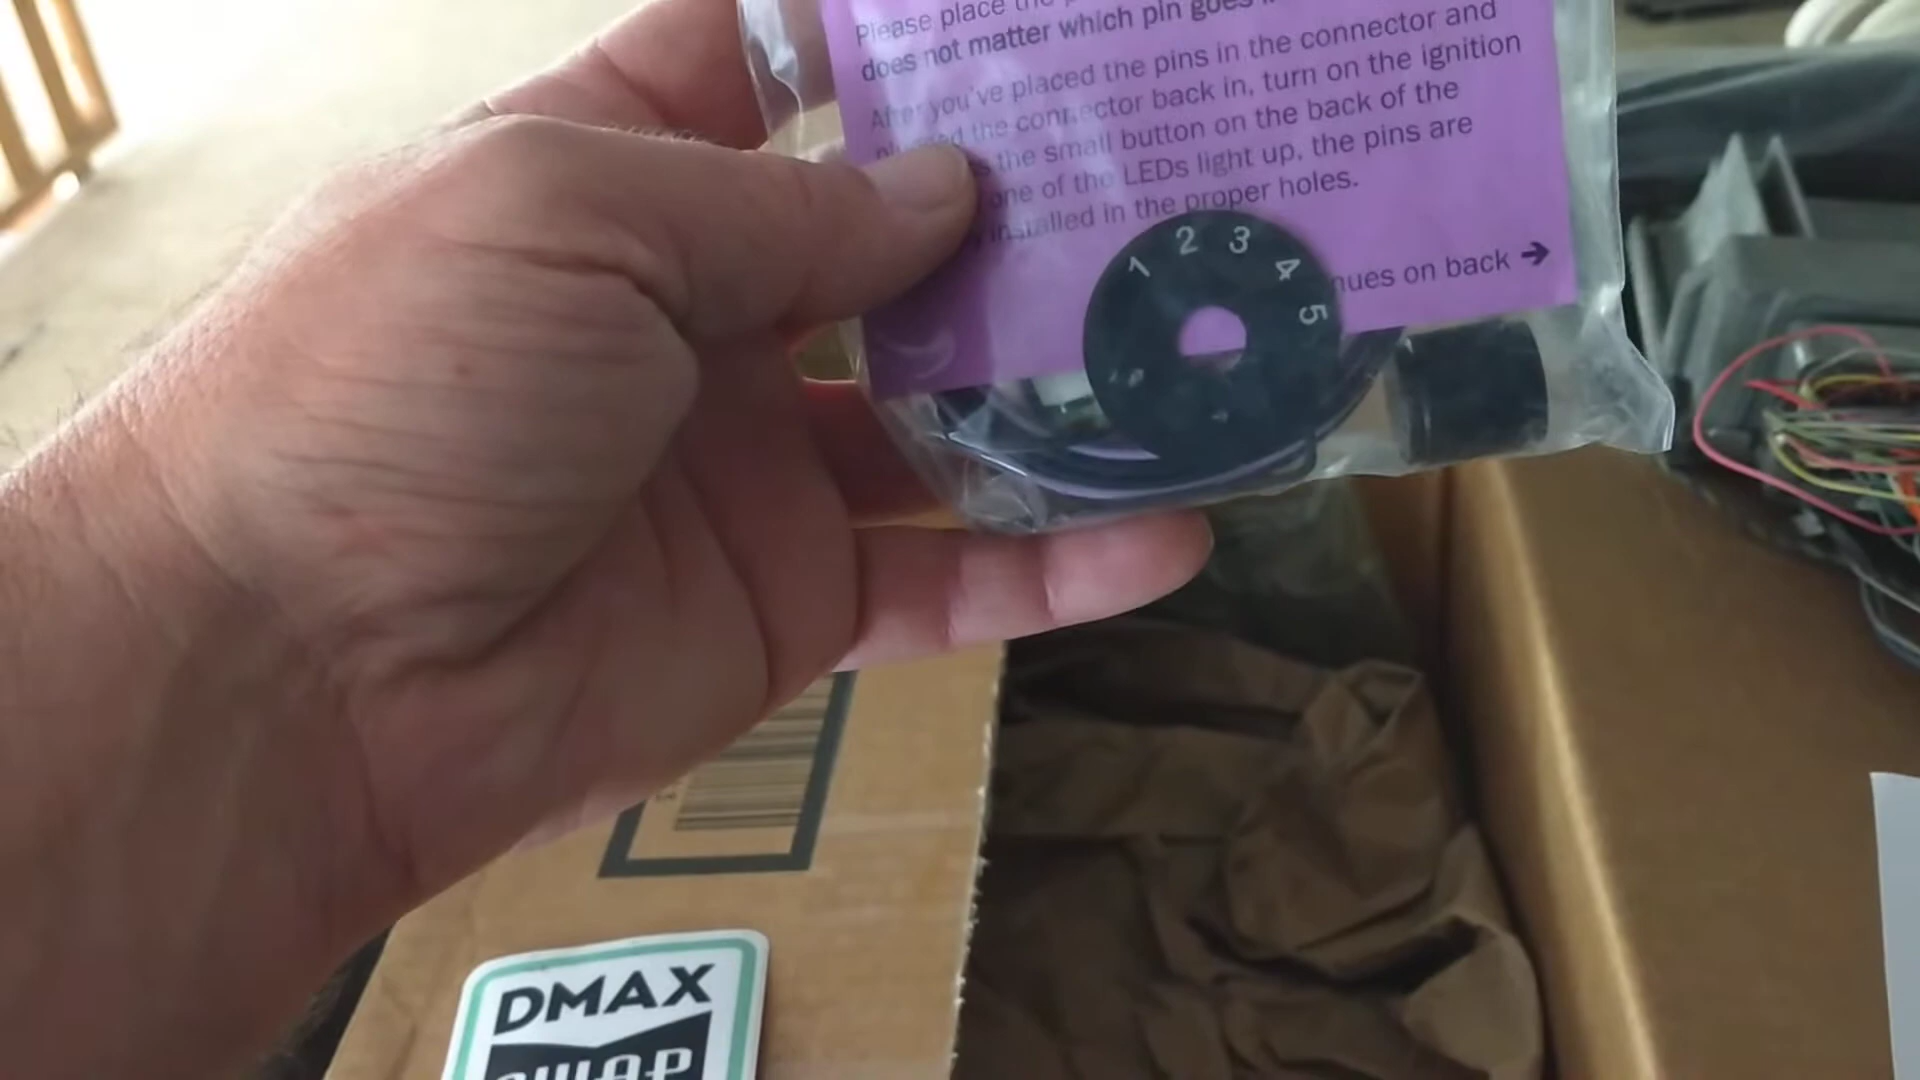 Please place the
does not matter which pin goes
After you've placed the pins in the connector and
the connector back in, turn on the ignition
the small button on the back of the
one of the LEDs light up, the pins are
installed in the proper holes.
nues on back →
1 2 3 4 5
DMAX
SWAP